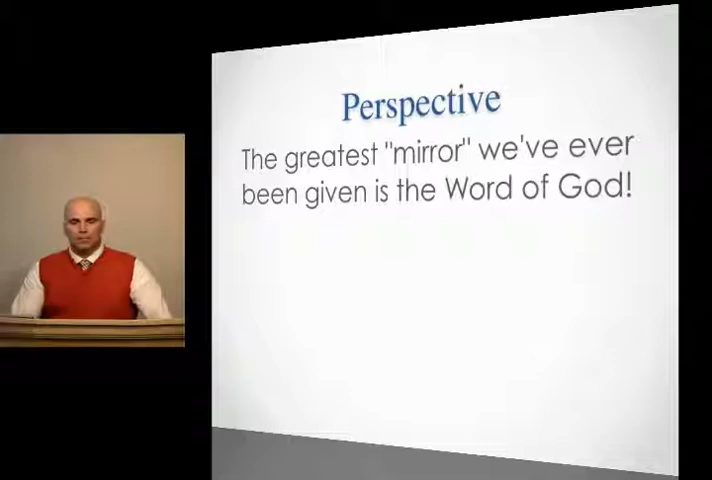 Perspective
The greatest "mirror" we've ever
been given is the Word of God!